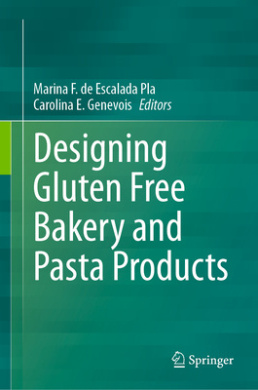 Marina F. de Escalada Pla
Carolina E. Genevois Editors
Designing
Gluten Free
Bakery and
Pasta Products
Springer